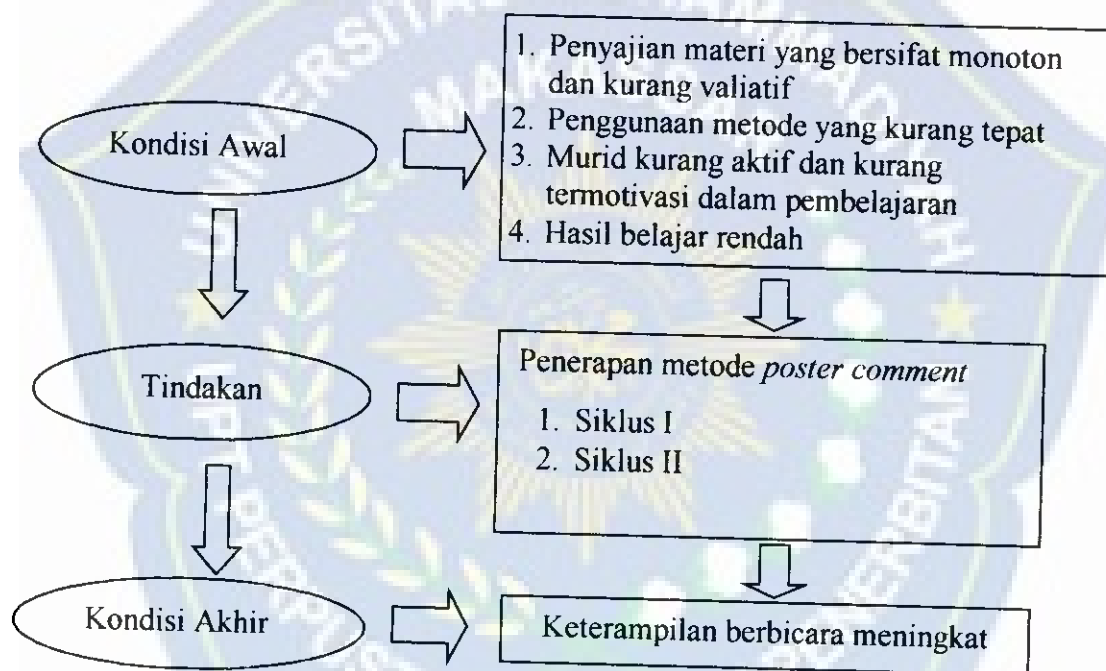 Kondisi Awal
1. Penyajian materi yang bersifat monoton
dan kurang valiatif
2. Penggunaan metode yang kurang tepat
3. Murid kurang aktif dan kurang
termotivasi dalam pembelajaran
4. Hasil belajar rendah
Tindakan
Penerapan metode poster comment
1. Siklus I
2. Siklus II
Kondisi Akhir
Keterampilan berbicara meningkat